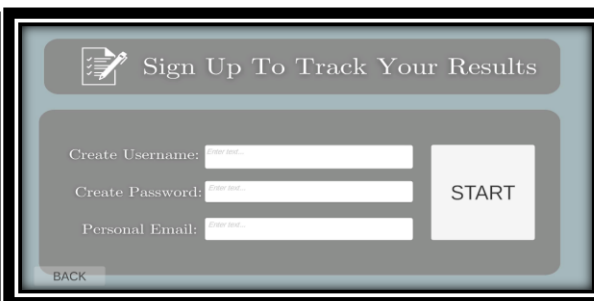 Sign Up To Track Your Results
Create Username: Enter text...
Create Password: Enter text...
START
Personal Email: Enter text...
BACK